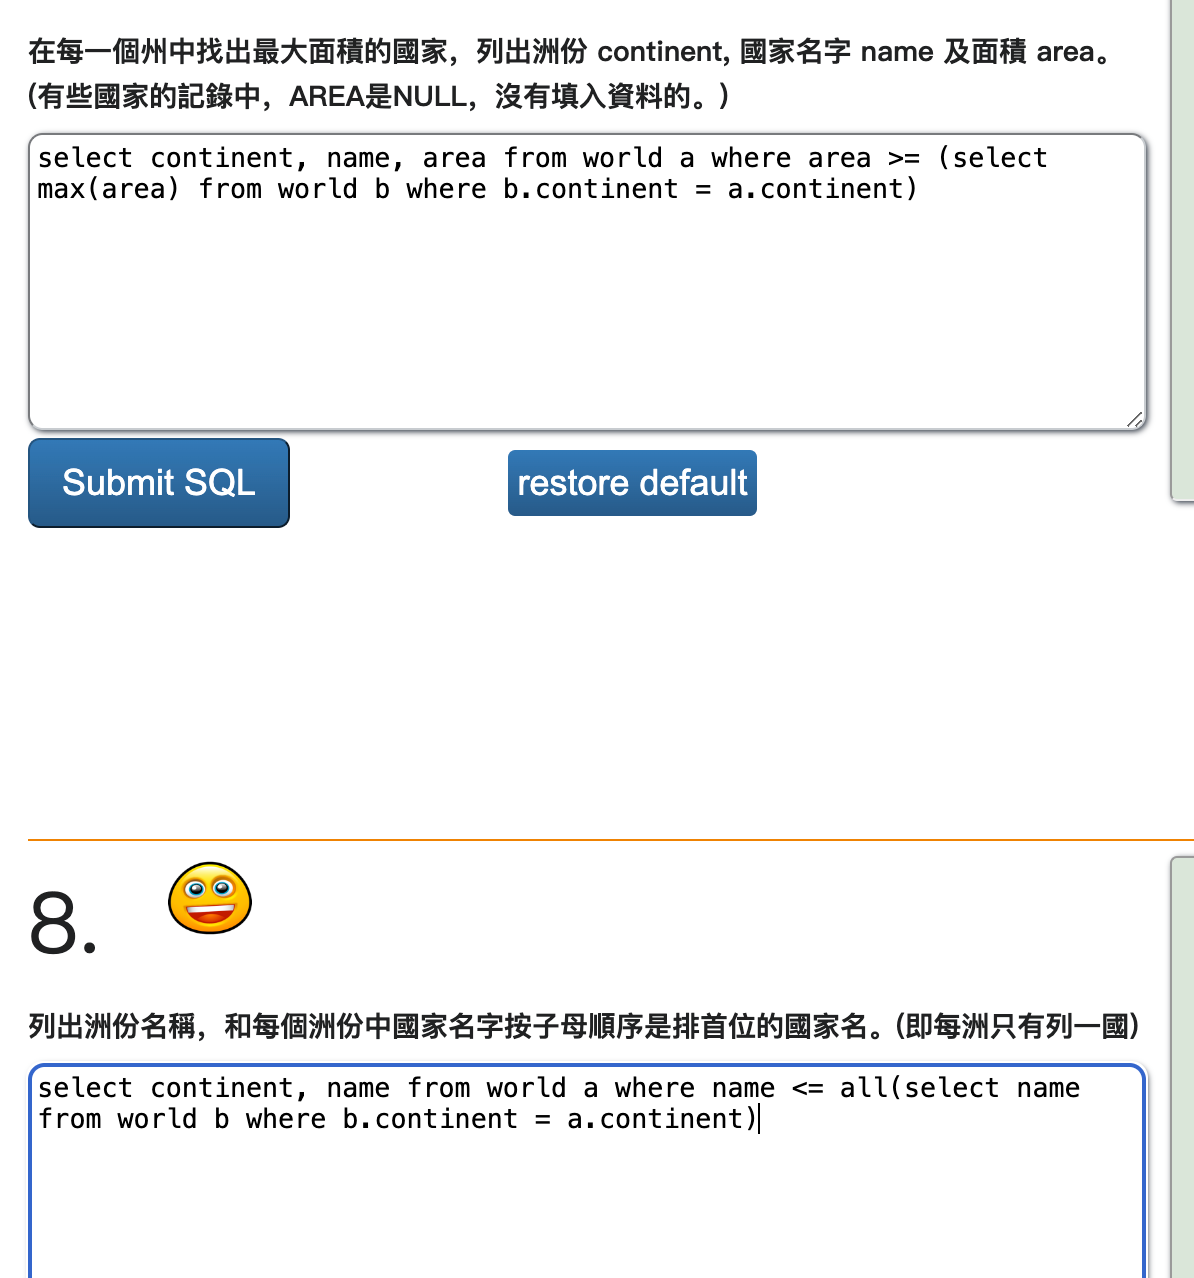 在每一個州中找出最大面積的國家，列出洲份 continent, 國家名字 name 及面積 area。
(有些國家的記錄中，AREA是NULL，沒有填入資料的。)
select continent, name, area from world a where area >= (select
max(area) from world b where b.continent = a.continent)
Submit SQL
restore default
8.
列出洲份名稱，和每個洲份中國家名字按子母順序是排首位的國家名。(即每洲只有列一國)
select continent, name from world a where name <= all(select name
from world b where b.continent = a.continent)